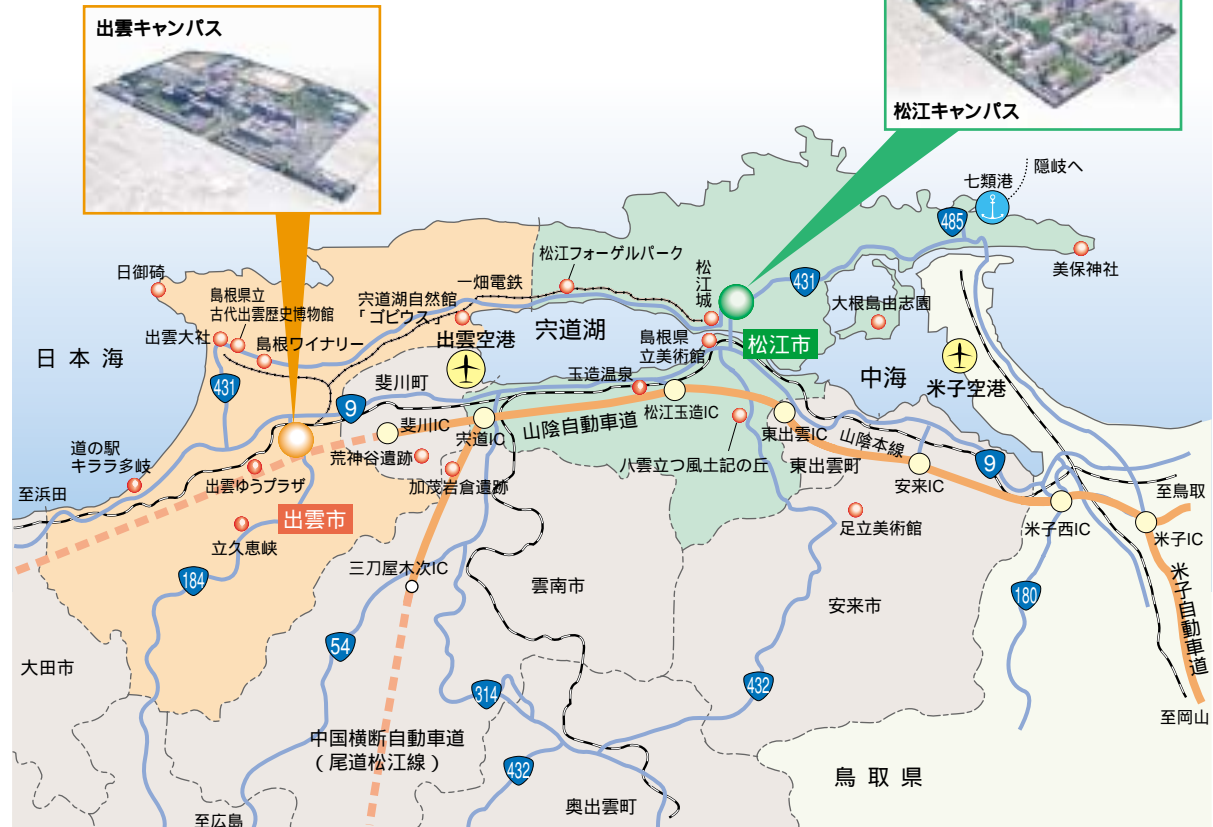 出雲キャンパス
松江キャンパス
隠岐へ
七類港
485
美保神社
松江フォーゲルパーク
一畑電鉄
松江城
431
大根島由志園
日御碕
島根県立
古代出雲歴史博物館
宍道湖自然館
「ゴビウス」
出雲大社
島根ワイナリー
出雲空港
宍道湖
島根県
立美術館
松江市
日本海
中海
米子空港
斐川町
玉造温泉
431
9
松江玉造IC
斐川IC
宍道IC
山陰自動車道
東出雲IC
山陰本線
道の駅
キララ多岐
荒神谷遺跡
八雲立つ風土記の丘
東出雲町
9
出雲ゆうプラザ
加茂岩倉遺跡
安来IC
至浜田
至鳥取
出雲市
足立美術館
米子西IC
米子IC
立久恵峡
三刀屋木次IC
184
雲南市
安来市
180
米子自動車道
54
大田市
314
432
至岡山
中国横断自動車道
(尾道松江線)
432
鳥取県
奥出雲町
至広島